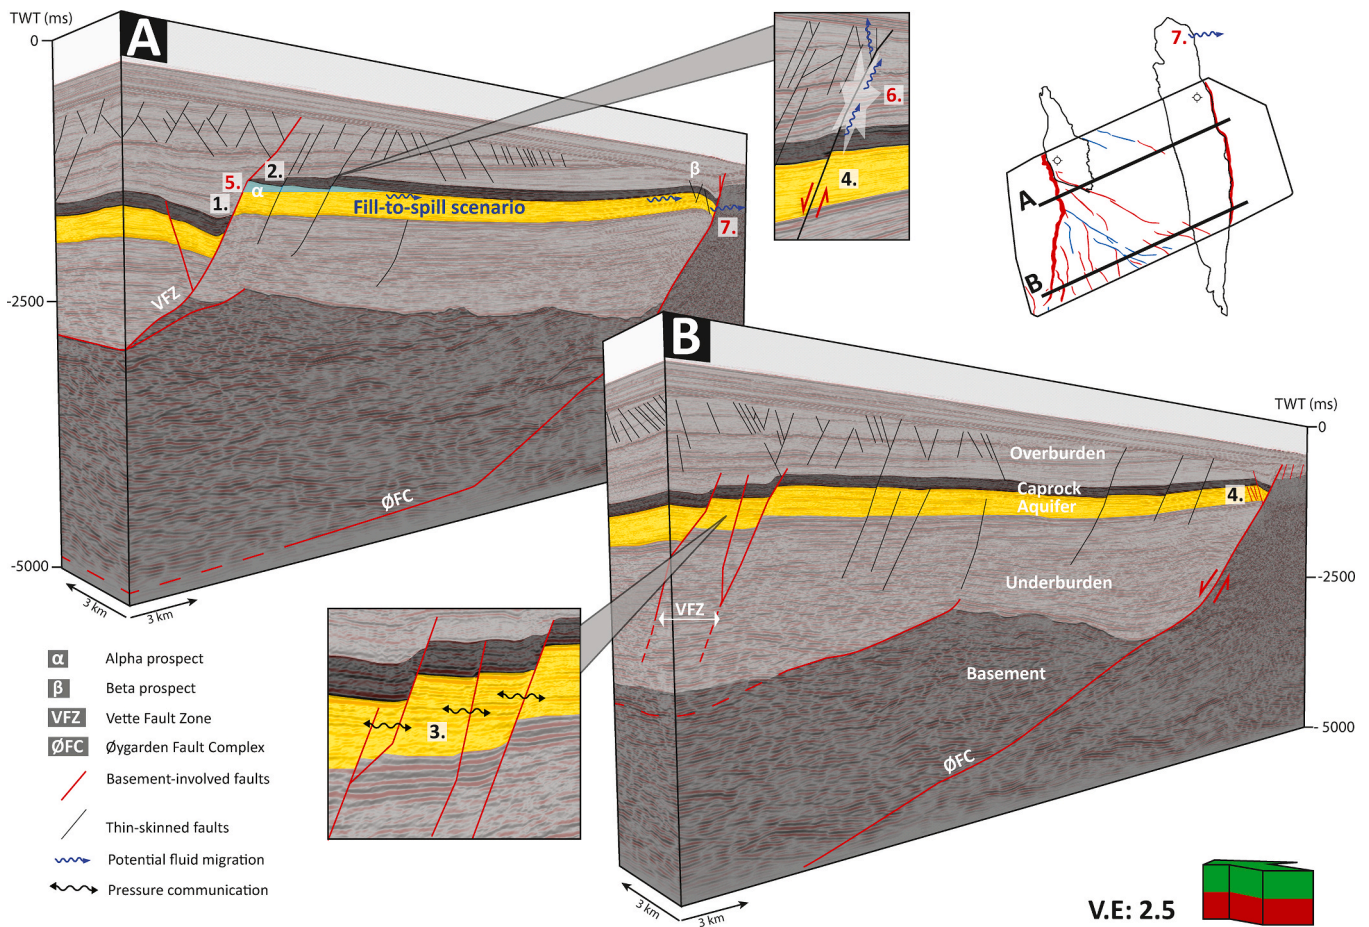 TWT (ms)
0
A
-2500
-5000
1.
2.
5.
α
β
7.
Fill-to-spill scenario
VFZ
ØFC
3 km
3 km
6.
4.
7.
A
B
B
TWT (ms)
0
-2500
-5000
Overburden
Caprock
Aquifer
4.
Underburden
VFZ
Basement
ØFC
3 km
3 km
3.
α Alpha prospect
β Beta prospect
VFZ Vette Fault Zone
ØFC Øygarden Fault Complex
Basement-involved faults
Thin-skinned faults
Potential fluid migration
Pressure communication
V.E: 2.5